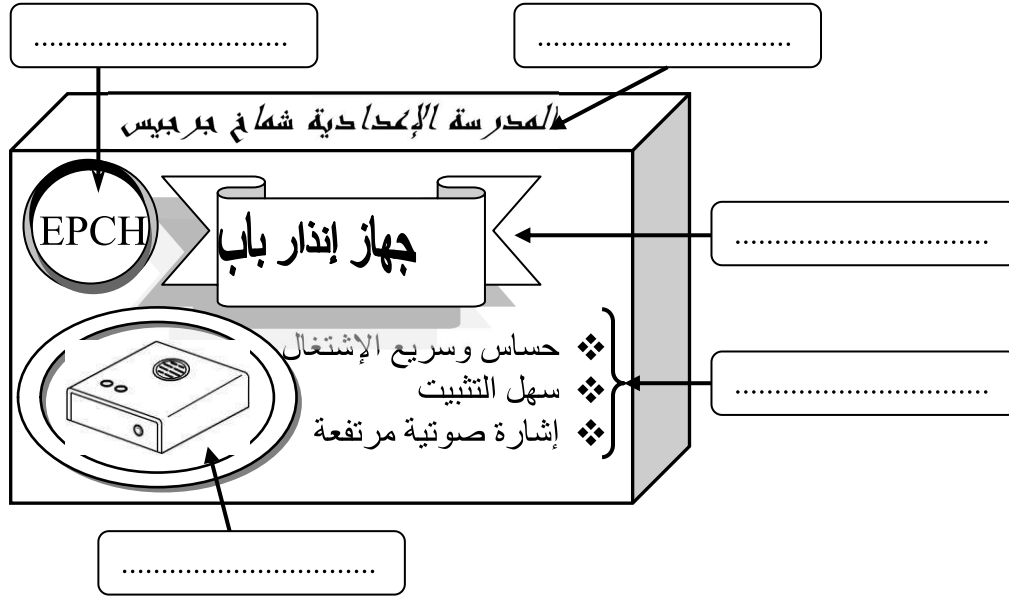 ................................
................................
المدرسة الإعدادية شماخ جرجيس
EPCH
جهاز إنذار باب
................................
حساس وسريع الإشتغال
سهل التثبيت
إشارة صوتية مرتفعة
................................
................................